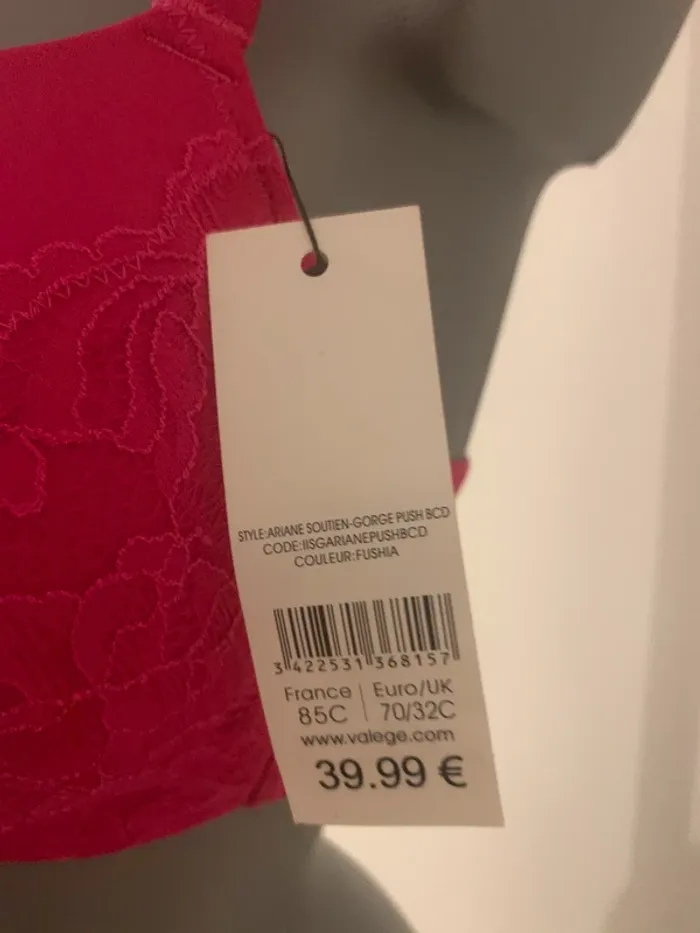 STYLE:ARIANE SOUTIEN-GORGE PUSH BCD
CODE:IISGARIANEPUSHBCD
COULEUR:FUSHIA
3 422531 368157
France | Euro/UK
85C | 70/32C
www.valege.com
39.99 €